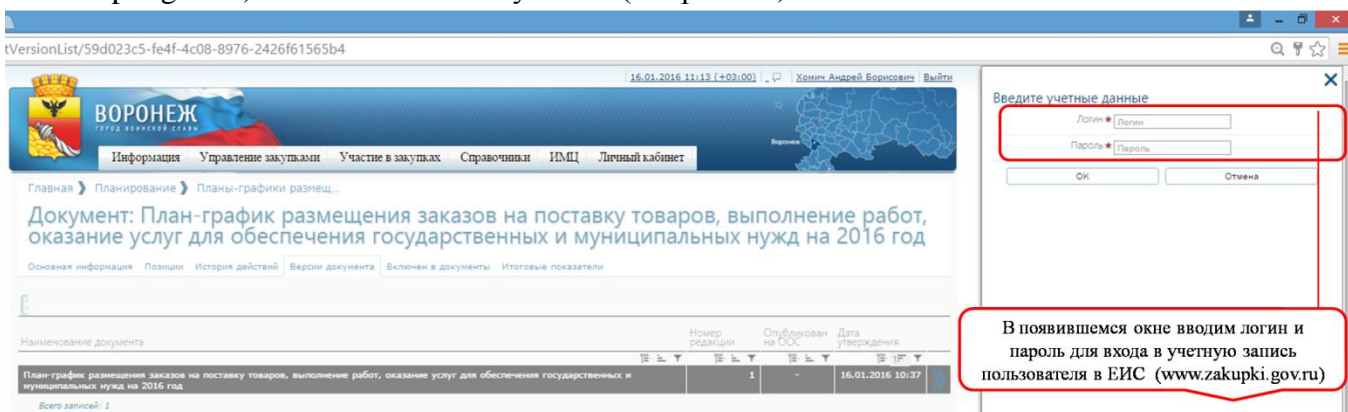 tVersionList/59d023c5-fe4f-4c08-8976-2426f61565b4
16.01.2016 11:13 (+03:00) Хонич Андрей Борисович Выйти
ВОРОНЕЖ
ГОРОД ВОИНСКОЙ СЛАВЫ
Воронеж
Информация Управление закупками Участие в закупках Справочники ИМЦ Личный кабинет
Главная ❯ Планирование ❯ Планы-графики размещ...
Документ: План-график размещения заказов на поставку товаров, выполнение работ,
оказание услуг для обеспечения государственных и муниципальных нужд на 2016 год
Основная информация Позиции История действий Версии документа Включен в документы Итоговые показатели
Наименование документа
Номер редакции
Опубликован на ООС
Дата утверждения
План-график размещения заказов на поставку товаров, выполнение работ, оказание услуг для обеспечения государственных и
муниципальных нужд на 2016 год
1 - 16.01.2016 10:37
Всего записей: 1
Введите учетные данные
Логин * Логин
Пароль * Пароль
ОК Отмена
В появившемся окне вводим логин и
пароль для входа в учетную запись
пользователя в ЕИС (www.zakupki.gov.ru)